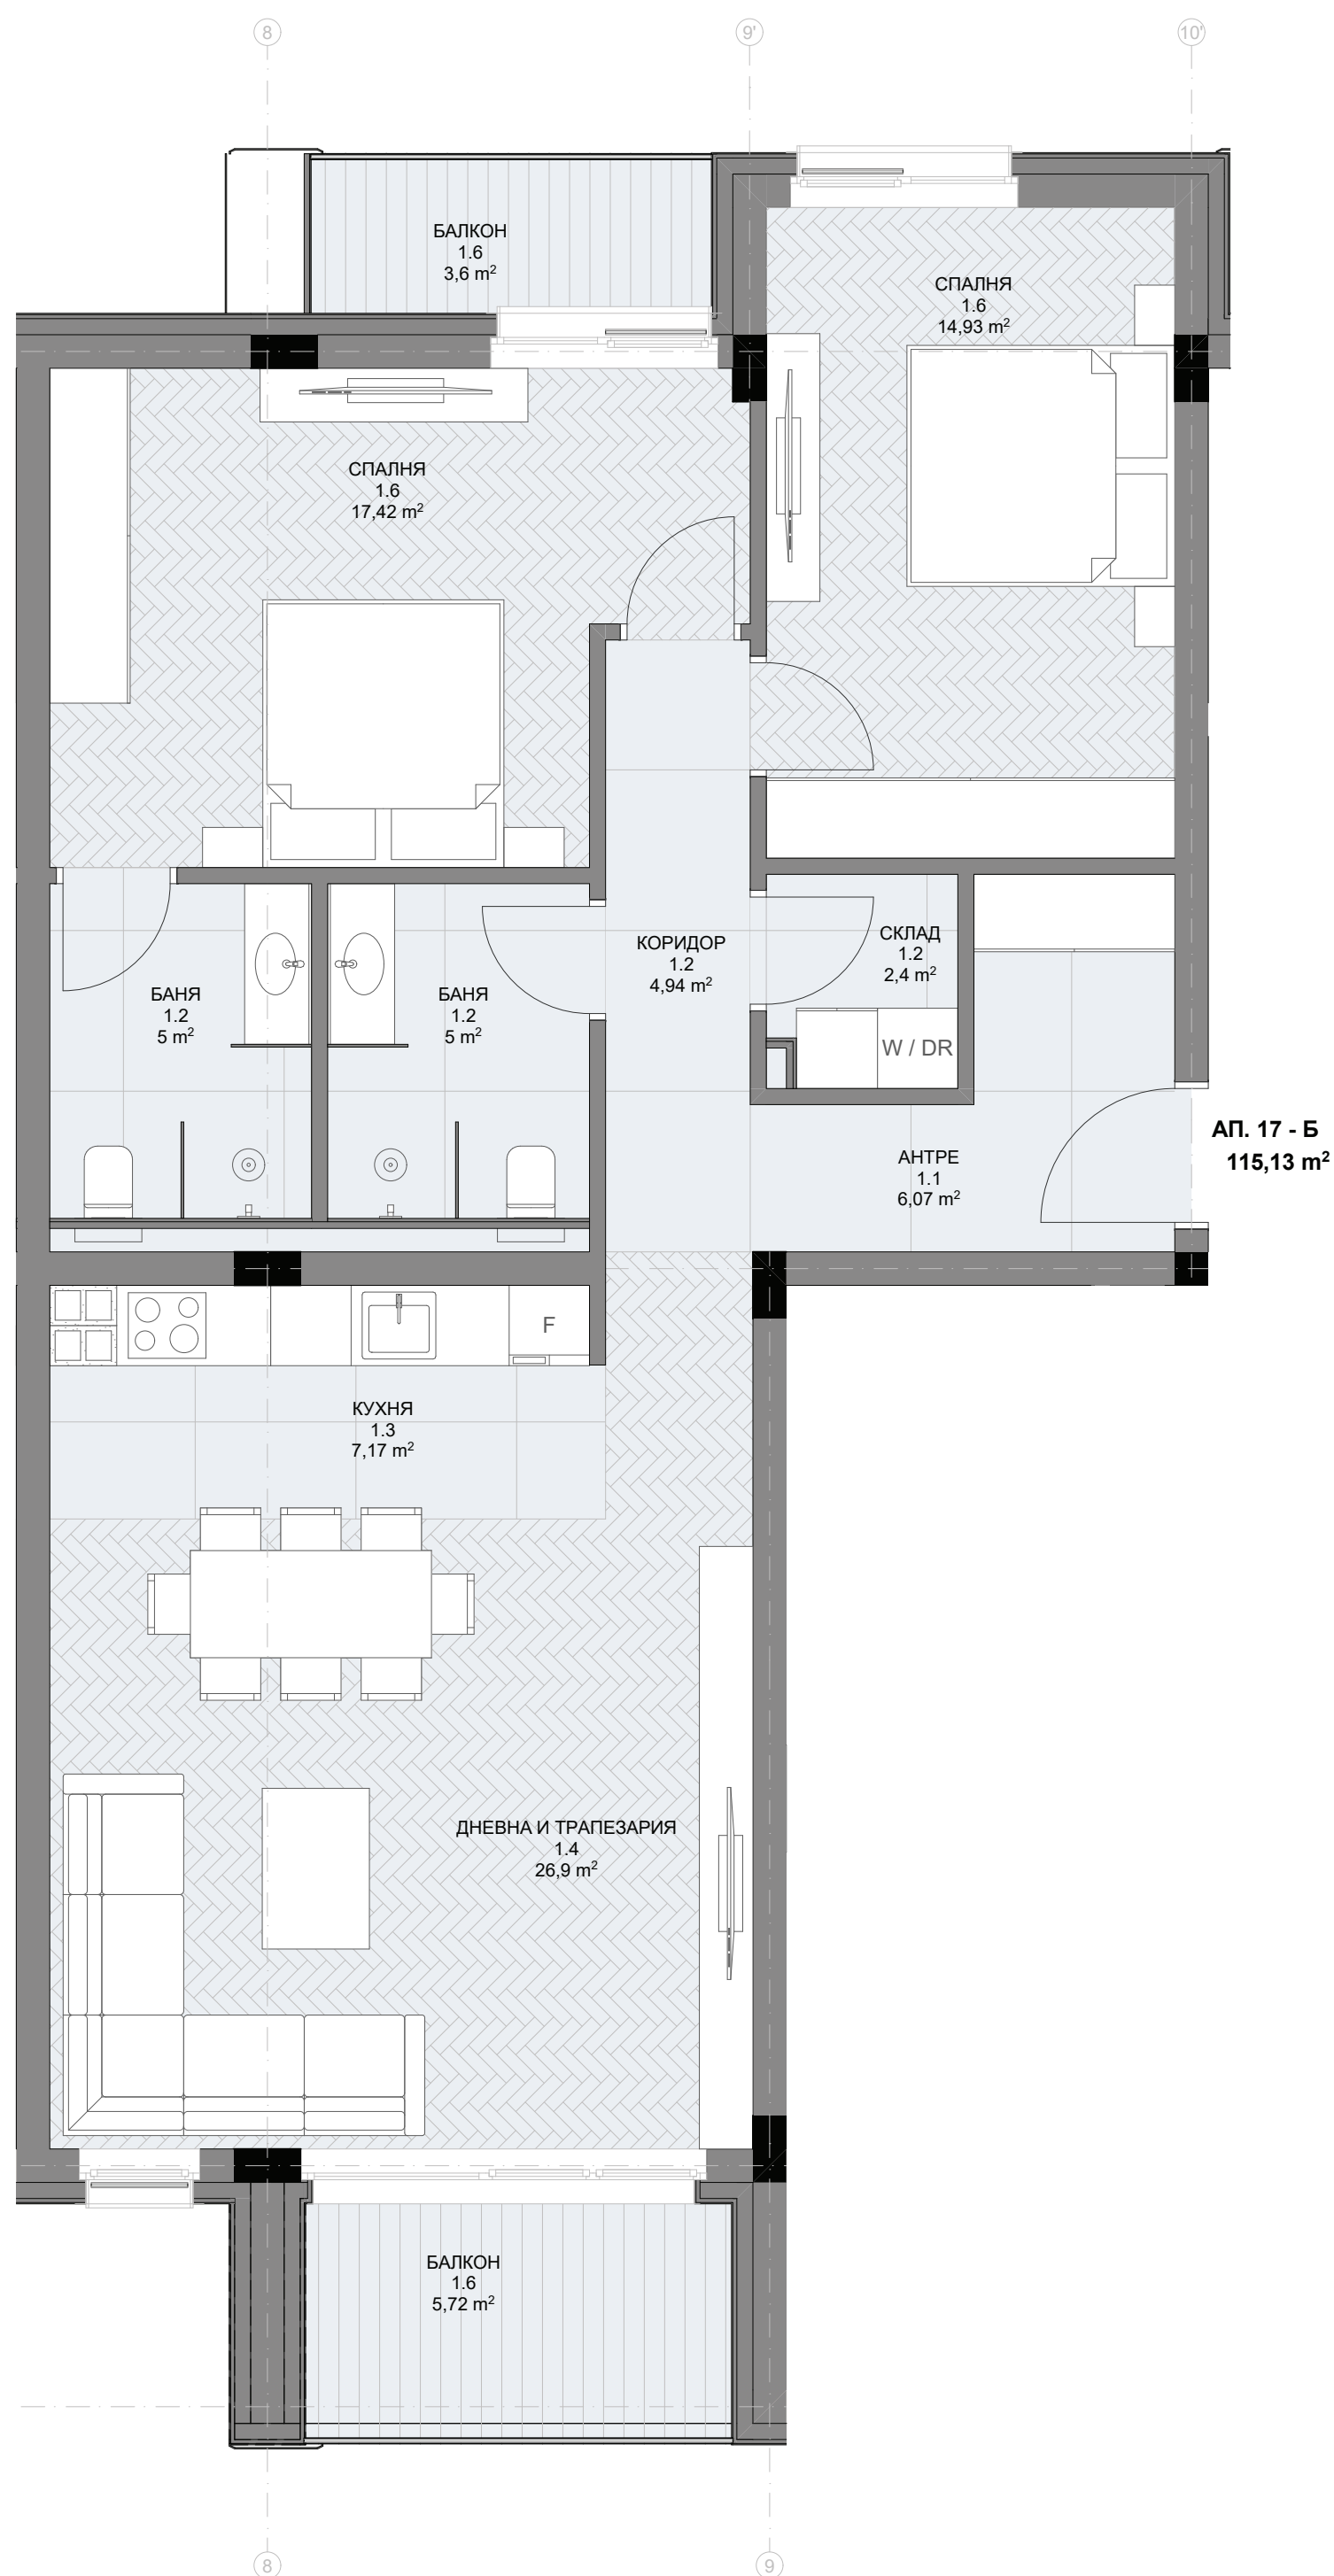 8
9'
10'
БАЛКОН
1.6
3,6 m²
СПАЛНЯ
1.6
14,93 m²
СПАЛНЯ
1.6
17,42 m²
КОРИДОР
1.2
4,94 m²
СКЛАД
1.2
2,4 m²
W / DR
БАНЯ
1.2
5 m²
БАНЯ
1.2
5 m²
АП. 17 - Б
115,13 m²
АНТРЕ
1.1
6,07 m²
F
КУХНЯ
1.3
7,17 m²
ДНЕВНА И ТРАПЕЗАРИЯ
1.4
26,9 m²
БАЛКОН
1.6
5,72 m²
8
9